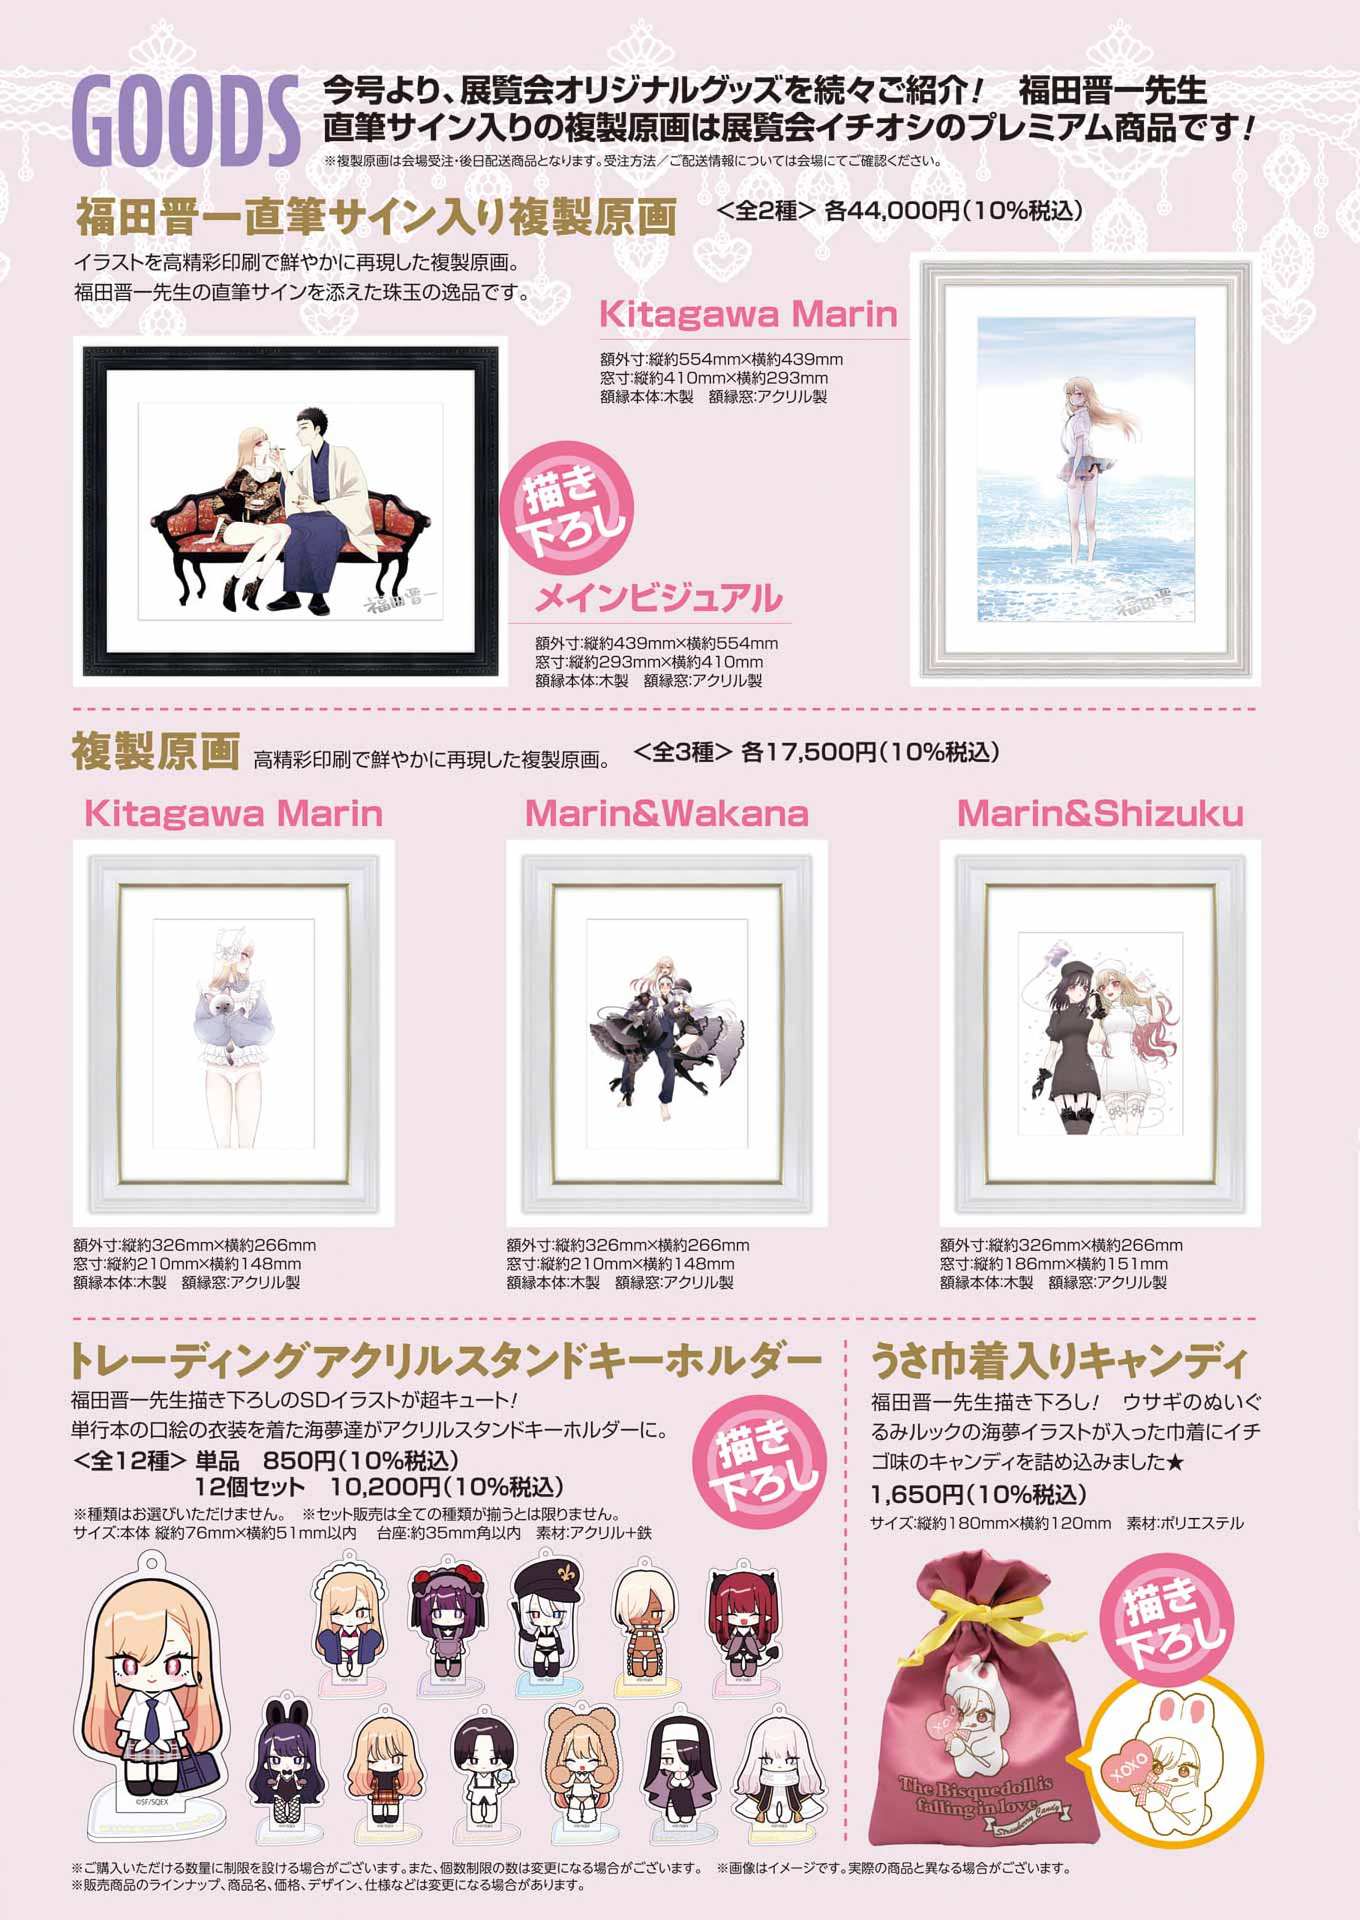 GOODS
今号より、展覧会オリジナルグッズを続々ご紹介! 福田晋一先生
直筆サイン入りの複製原画は展覧会イチオシのプレミアム商品です!
※複製原画は会場受注・後日配送商品となります。受注方法／ご配送情報については会場にてご確認ください。
福田晋一直筆サイン入り複製原画
＜全2種＞ 各44,000円(10%税込)
イラストを高精彩印刷で鮮やかに再現した複製原画。
福田晋一先生の直筆サインを添えた珠玉の逸品です。
Kitagawa Marin
額外寸:縦約554mm×横約439mm
窓寸:縦約410mm×横約293mm
額縁本体:木製 額縁窓:アクリル製
福田晋一
福田晋一
描き
下ろし
メインビジュアル
額外寸:縦約439mm×横約554mm
窓寸:縦約293mm×横約410mm
額縁本体:木製 額縁窓:アクリル製
複製原画
高精彩印刷で鮮やかに再現した複製原画。
＜全3種＞ 各17,500円(10%税込)
Kitagawa Marin
額外寸:縦約326mm×横約266mm
窓寸:縦約210mm×横約148mm
額縁本体:木製 額縁窓:アクリル製
Marin&Wakana
額外寸:縦約326mm×横約266mm
窓寸:縦約210mm×横約148mm
額縁本体:木製 額縁窓:アクリル製
Marin&Shizuku
額外寸:縦約326mm×横約266mm
窓寸:縦約186mm×横約151mm
額縁本体:木製 額縁窓:アクリル製
トレーディングアクリルスタンドキーホルダー
福田晋一先生描き下ろしのSDイラストが超キュート!
単行本の口絵の衣装を着た海夢達がアクリルスタンドキーホルダーに。
＜全12種＞ 単品 850円(10%税込)
12個セット 10,200円(10%税込)
※種類はお選びいただけません。 ※セット販売は全ての種類が揃うとは限りません。
サイズ:本体 縦約76mm×横約51mm以内 台座:約35mm角以内 素材:アクリル+鉄
描き
下ろし
©SF/SQEX
うさ巾着入りキャンディ
福田晋一先生描き下ろし! ウサギのぬいぐ
るみルックの海夢イラストが入った巾着にイチ
ゴ味のキャンディを詰め込みました★
1,650円(10%税込)
サイズ:縦約180mm×横約120mm 素材:ポリエステル
描き
下ろし
XOXO
The Bisquedoll is
falling in love
Strawberry Candy
XOXO
※ご購入いただける数量に制限を設ける場合がございます。また、個数制限の数は変更になる場合がございます。 ※画像はイメージです。実際の商品と異なる場合がございます。
※販売商品のラインナップ、商品名、価格、デザイン、仕様などは変更になる場合があります。